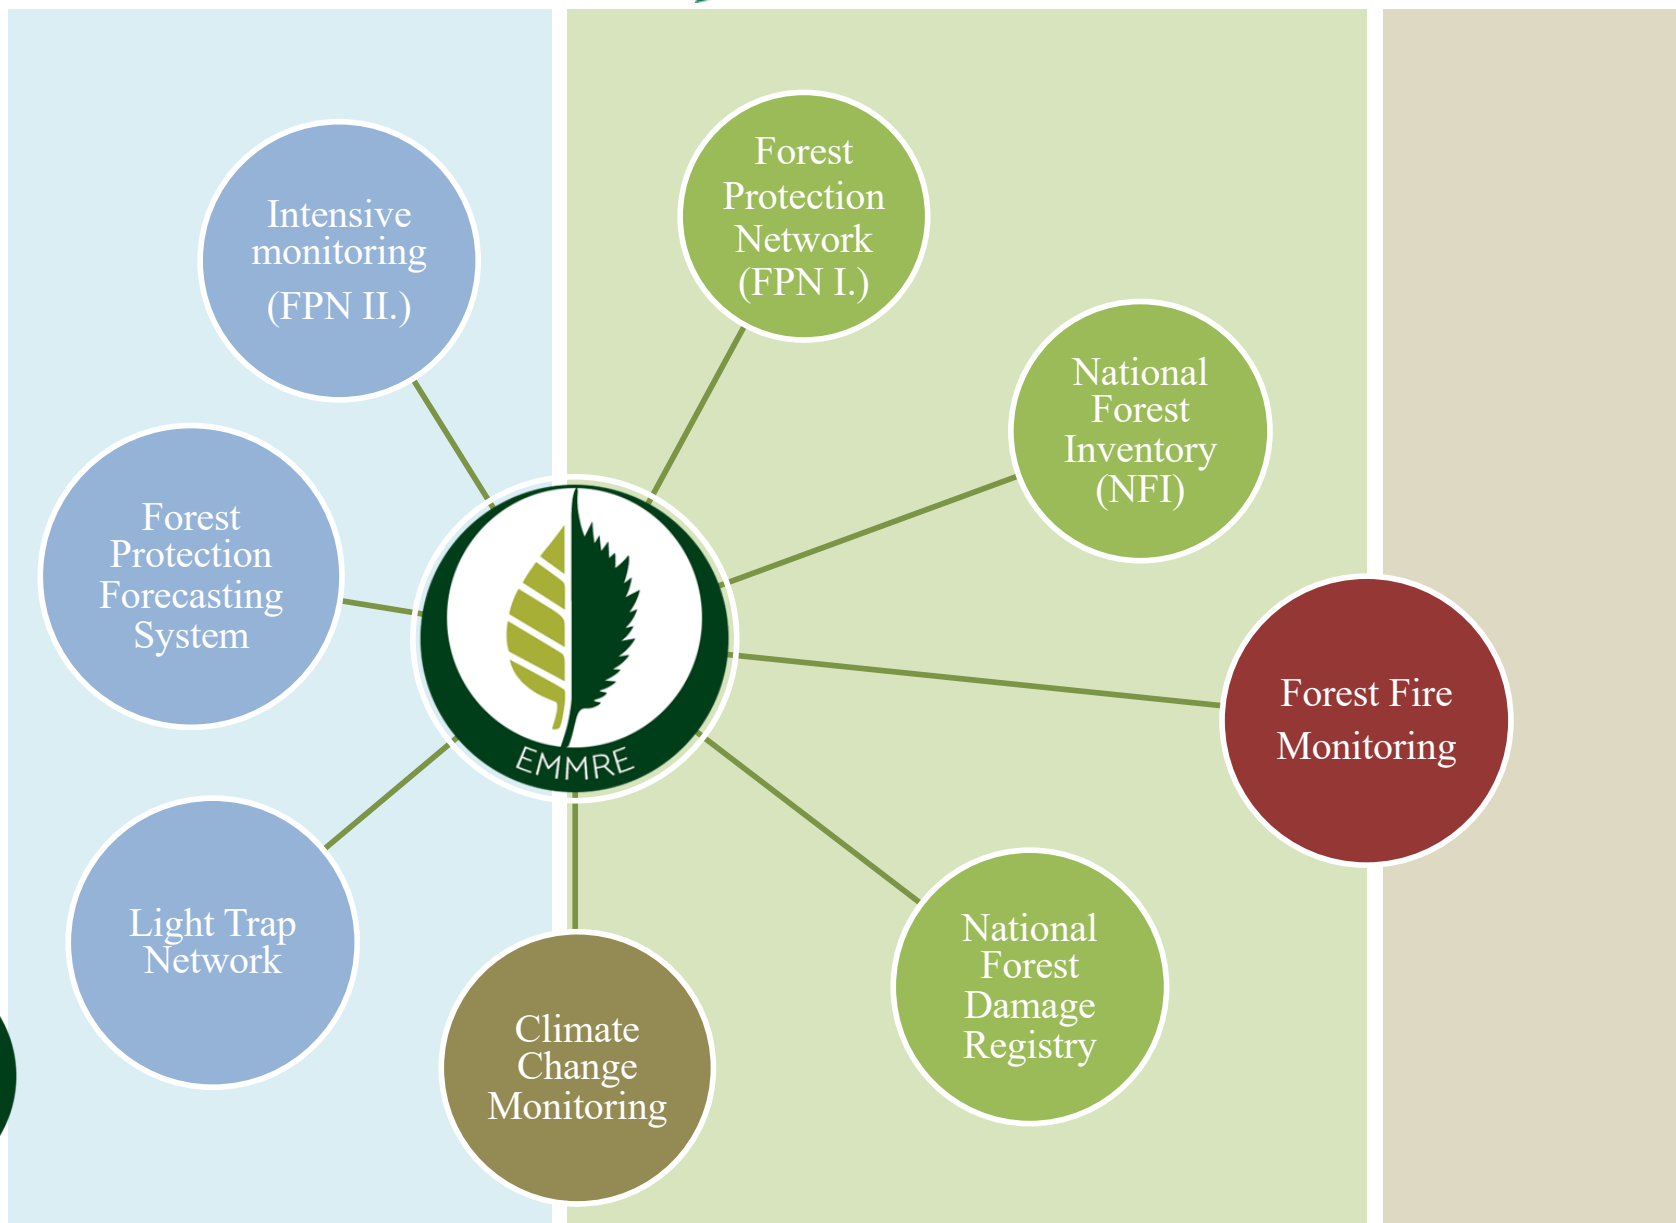 Forest
Protection
Network
(FPN I.)
Intensive
monitoring
(FPN II.)
National
Forest
Inventory
(NFI)
Forest
Protection
Forecasting
System
Forest Fire
Monitoring
EMMRE
Light Trap
Network
National
Forest
Damage
Registry
Climate
Change
Monitoring